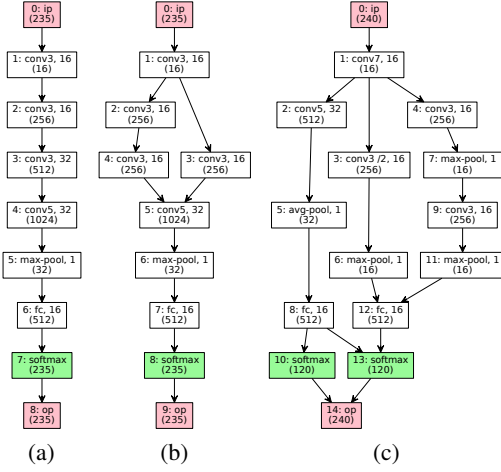 0: ip
(235)
1: conv3, 16
(16)
2: conv3, 16
(256)
3: conv3, 32
(512)
4: conv5, 32
(1024)
5: max-pool, 1
(32)
6: fc, 16
(512)
7: softmax
(235)
8: op
(235)
(a)
0: ip
(235)
1: conv3, 16
(16)
2: conv3, 16
(256)
4: conv3, 16
(256)
3: conv3, 16
(256)
5: conv5, 32
(1024)
6: max-pool, 1
(32)
7: fc, 16
(512)
8: softmax
(235)
9: op
(235)
(b)
0: ip
(240)
1: conv7, 16
(16)
2: conv5, 32
(512)
4: conv3, 16
(256)
3: conv3 /2, 16
(256)
7: max-pool, 1
(16)
5: avg-pool, 1
(32)
9: conv3, 16
(256)
6: max-pool, 1
(16)
11: max-pool, 1
(16)
8: fc, 16
(512)
12: fc, 16
(512)
10: softmax
(120)
13: softmax
(120)
14: op
(240)
(c)